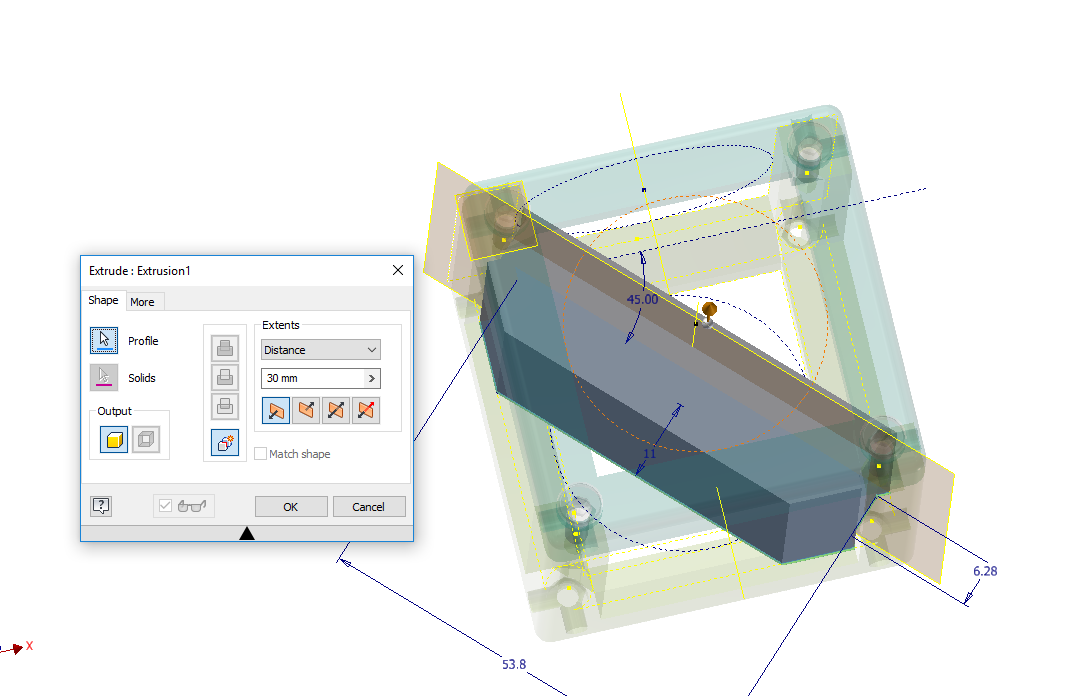 Extrude : Extrusion1
Shape
More
Profile
Solids
Output
Extents
Distance
30 mm
Match shape
?
OK
Cancel
45.00
11
6.28
53.8
X